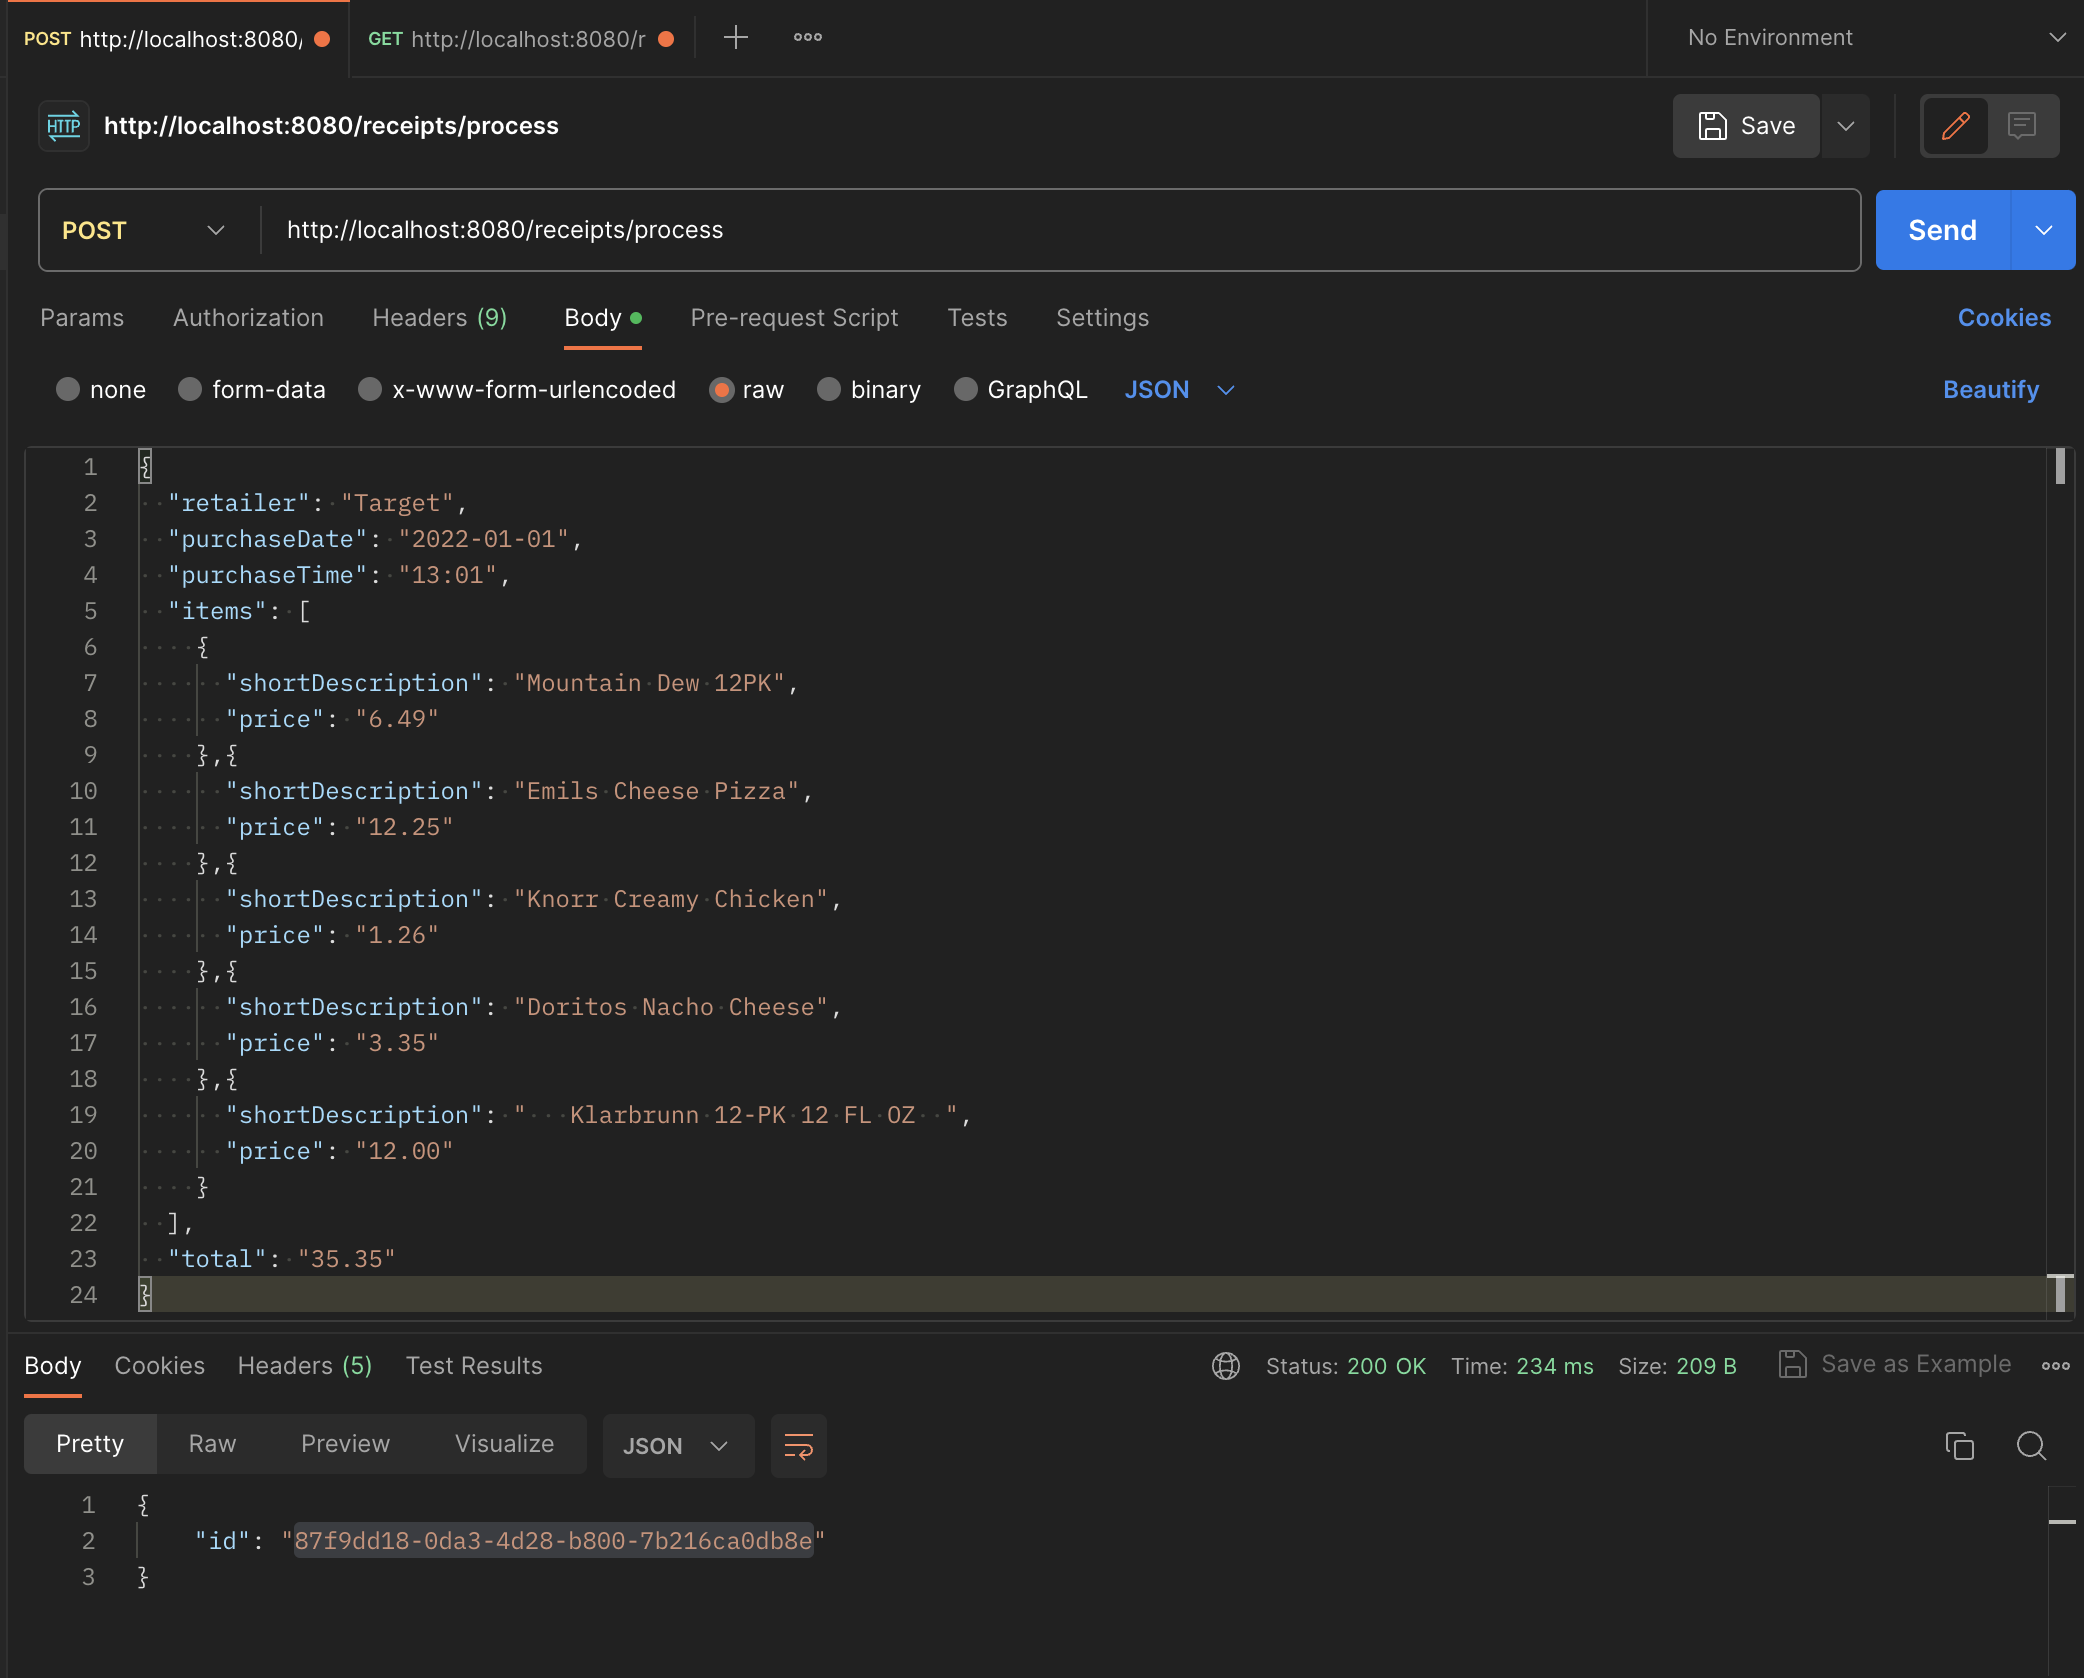 POST http://localhost:8080/ GET http://localhost:8080/r No Environment
HTTP http://localhost:8080/receipts/process Save
POST http://localhost:8080/receipts/process Send
Params Authorization Headers (9) Body Pre-request Script Tests Settings Cookies
none form-data x-www-form-urlencoded raw binary GraphQL JSON Beautify
1 {
2 "retailer": "Target",
3 "purchaseDate": "2022-01-01",
4 "purchaseTime": "13:01",
5 "items": [
6 {
7 "shortDescription": "Mountain Dew 12PK",
8 "price": "6.49"
9 },{
10 "shortDescription": "Emils Cheese Pizza",
11 "price": "12.25"
12 },{
13 "shortDescription": "Knorr Creamy Chicken",
14 "price": "1.26"
15 },{
16 "shortDescription": "Doritos Nacho Cheese",
17 "price": "3.35"
18 },{
19 "shortDescription": "   Klarbrunn 12-PK 12 FL OZ  ",
20 "price": "12.00"
21 }
22 ],
23 "total": "35.35"
24 }
Body Cookies Headers (5) Test Results Status: 200 OK Time: 234 ms Size: 209 B Save as Example
Pretty Raw Preview Visualize JSON
1 {
2 "id": "87f9dd18-0da3-4d28-b800-7b216ca0db8e"
3 }